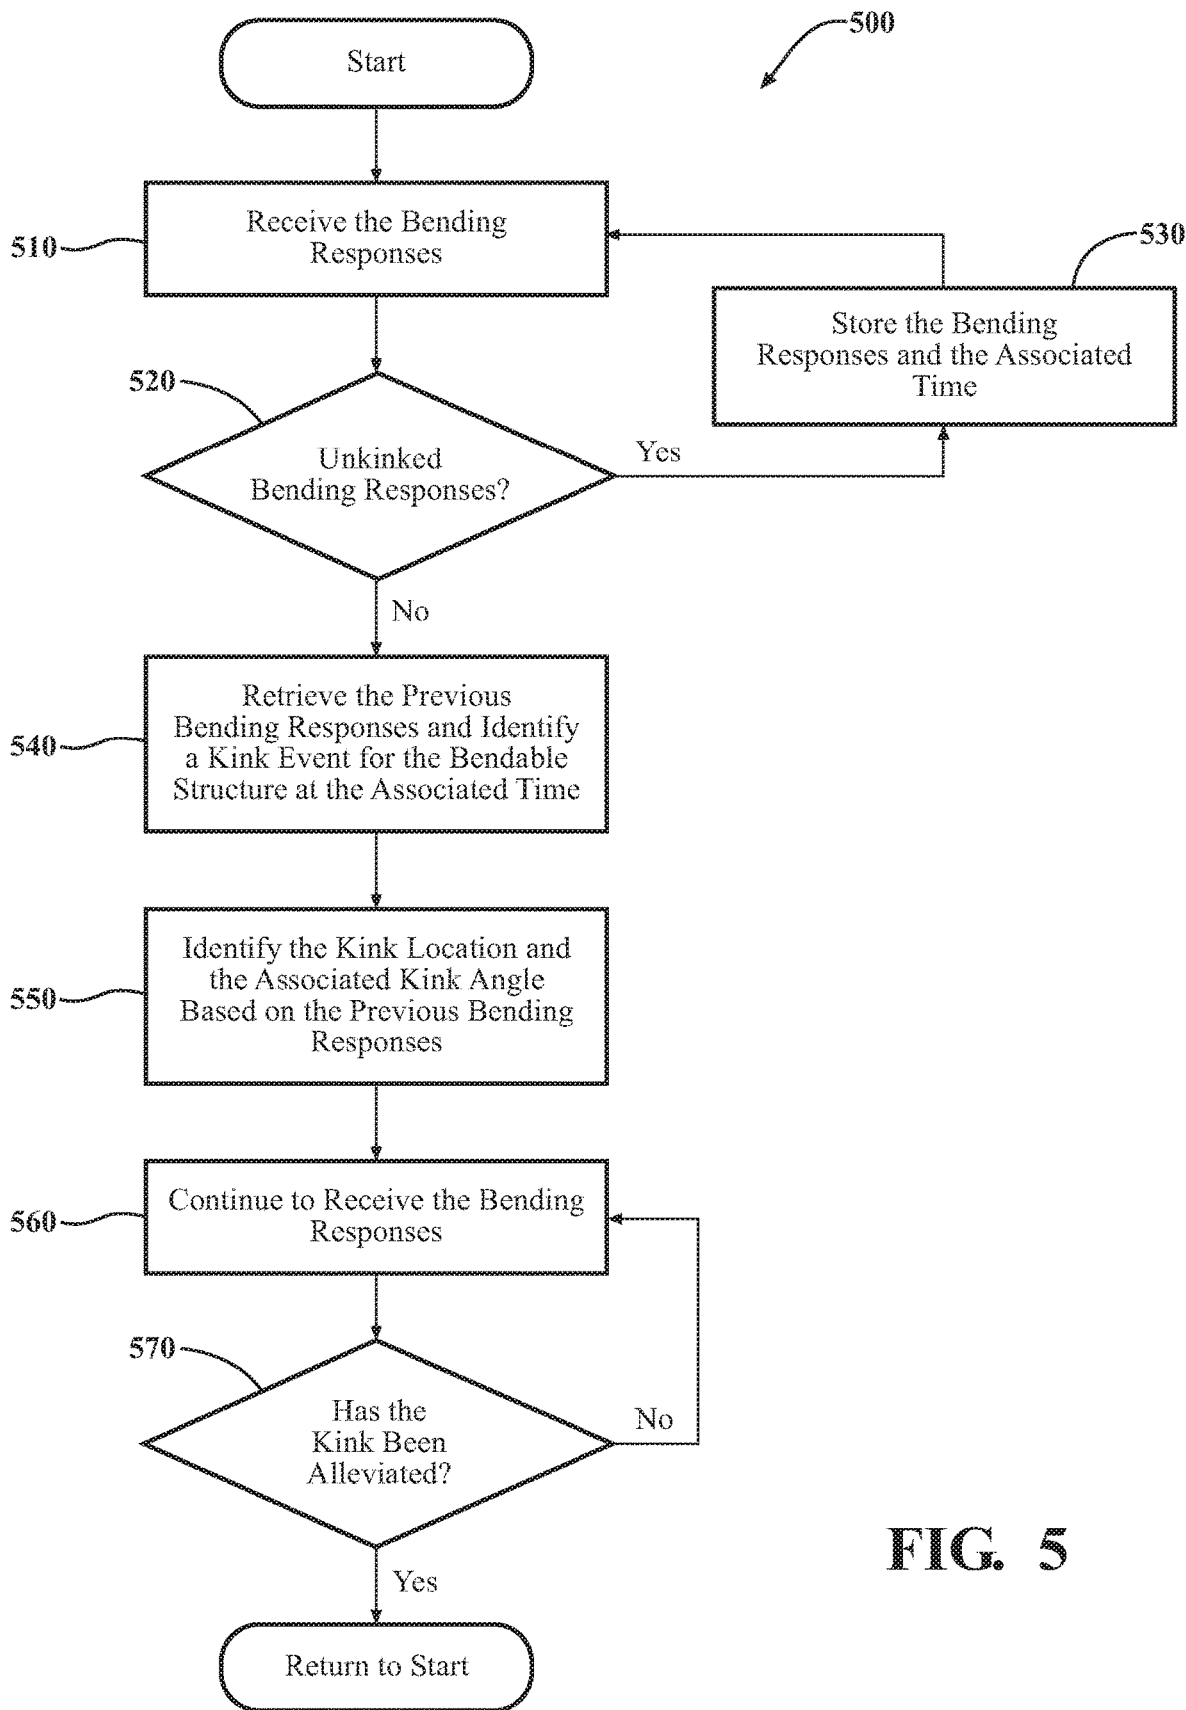 500
Start
Receive the Bending
Responses
510
530
Store the Bending
Responses and the Associated
Time
520
Unkinked
Bending Responses?
Yes
No
Retrieve the Previous
Bending Responses and Identify
a Kink Event for the Bendable
Structure at the Associated Time
540
Identify the Kink Location and
the Associated Kink Angle
Based on the Previous Bending
Responses
550
Continue to Receive the Bending
Responses
560
570
Has the
Kink Been
Alleviated?
No
Yes
Return to Start
FIG. 5